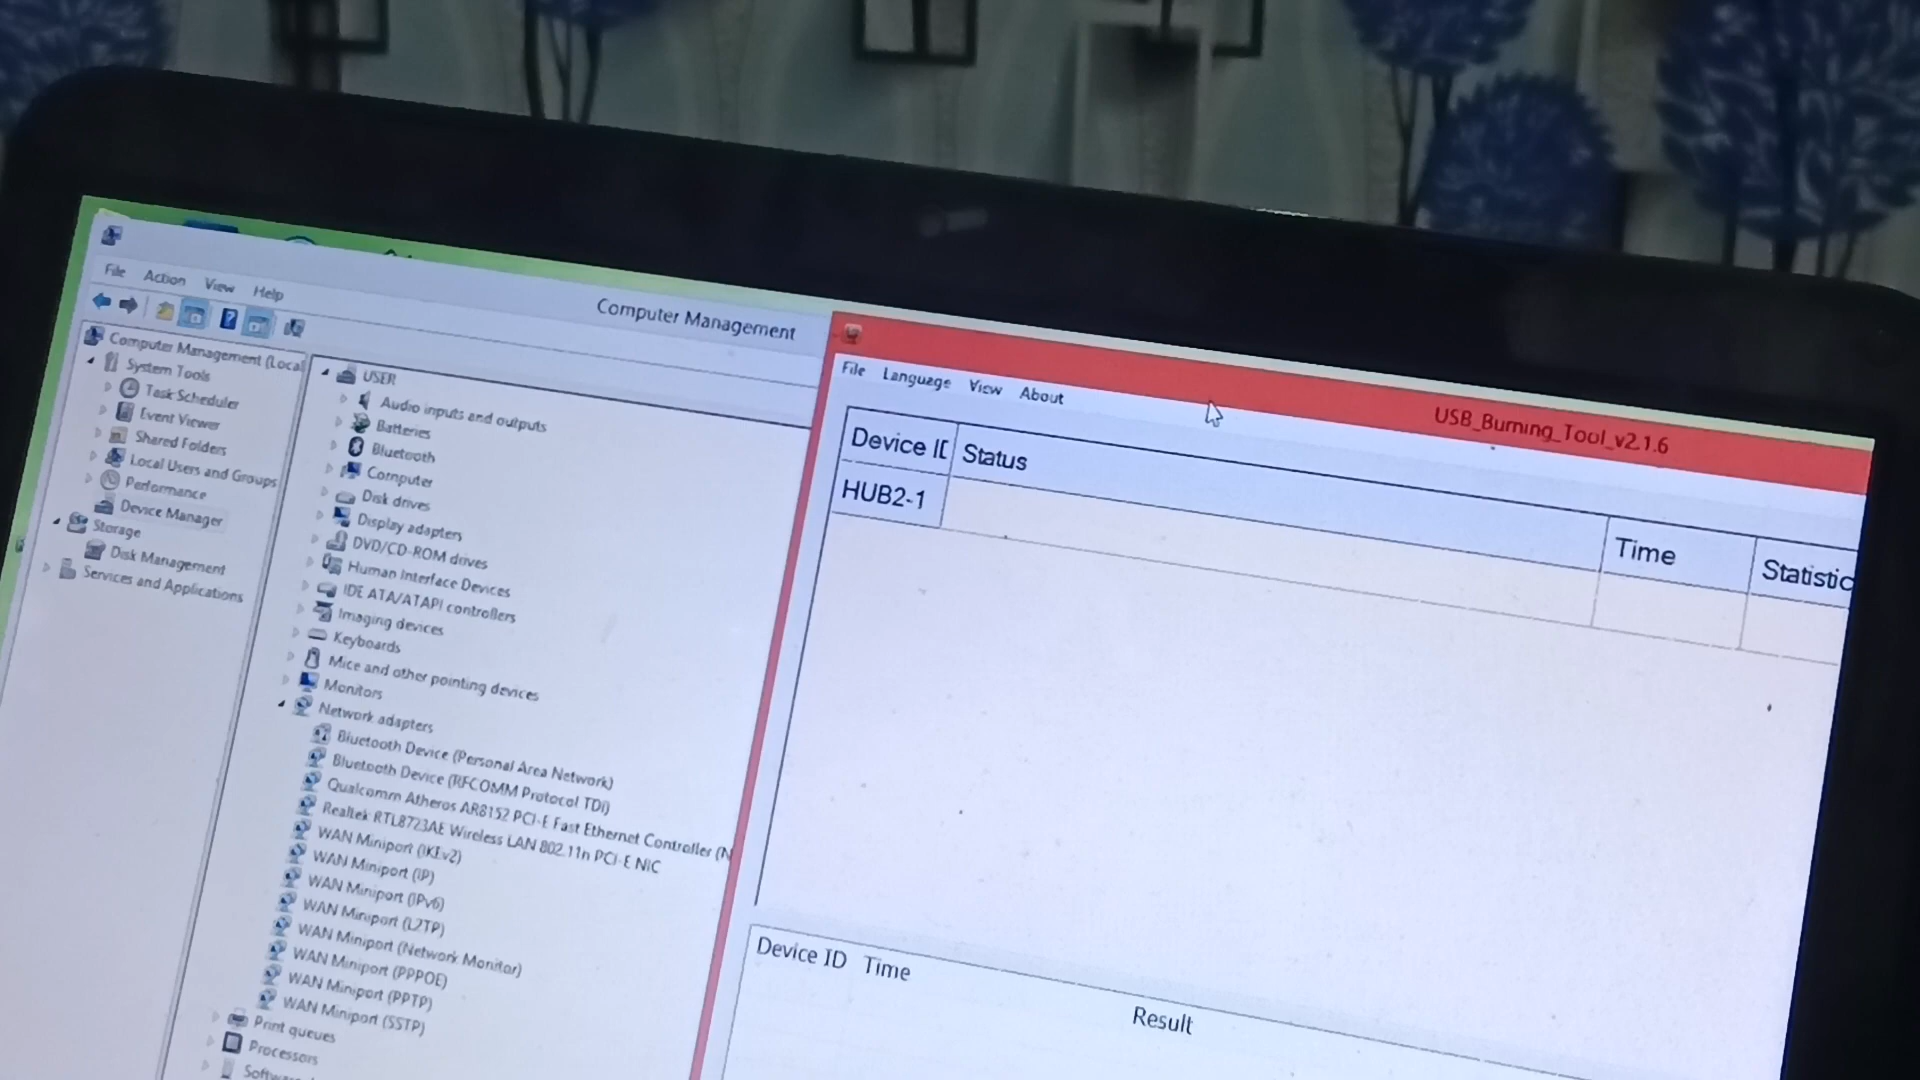 Computer Management
File Action View Help
Computer Management (Local
System Tools
Task Scheduler
Event Viewer
Shared Folders
Local Users and Groups
Performance
Device Manager
Storage
Disk Management
Services and Applications
USER
Audio inputs and outputs
Batteries
Bluetooth
Computer
Disk drives
Display adapters
DVD/CD-ROM drives
Human Interface Devices
IDE ATA/ATAPI controllers
Imaging devices
Keyboards
Mice and other pointing devices
Monitors
Network adapters
Bluetooth Device (Personal Area Network)
Bluetooth Device (RFCOMM Protocol TDI)
Qualcomm Atheros AR8152 PCI-E Fast Ethernet Controller (N
Realtek RTL8723AE Wireless LAN 802.11n PCI-E NIC
WAN Miniport (IKEv2)
WAN Miniport (IP)
WAN Miniport (IPv6)
WAN Miniport (L2TP)
WAN Miniport (Network Monitor)
WAN Miniport (PPPOE)
WAN Miniport (PPTP)
WAN Miniport (SSTP)
Print queues
Processors
Softw
USB_Burning_Tool_v2.1.6
File Language View About
Device ID Status Time Statistic
HUB2-1
Device ID Time Result